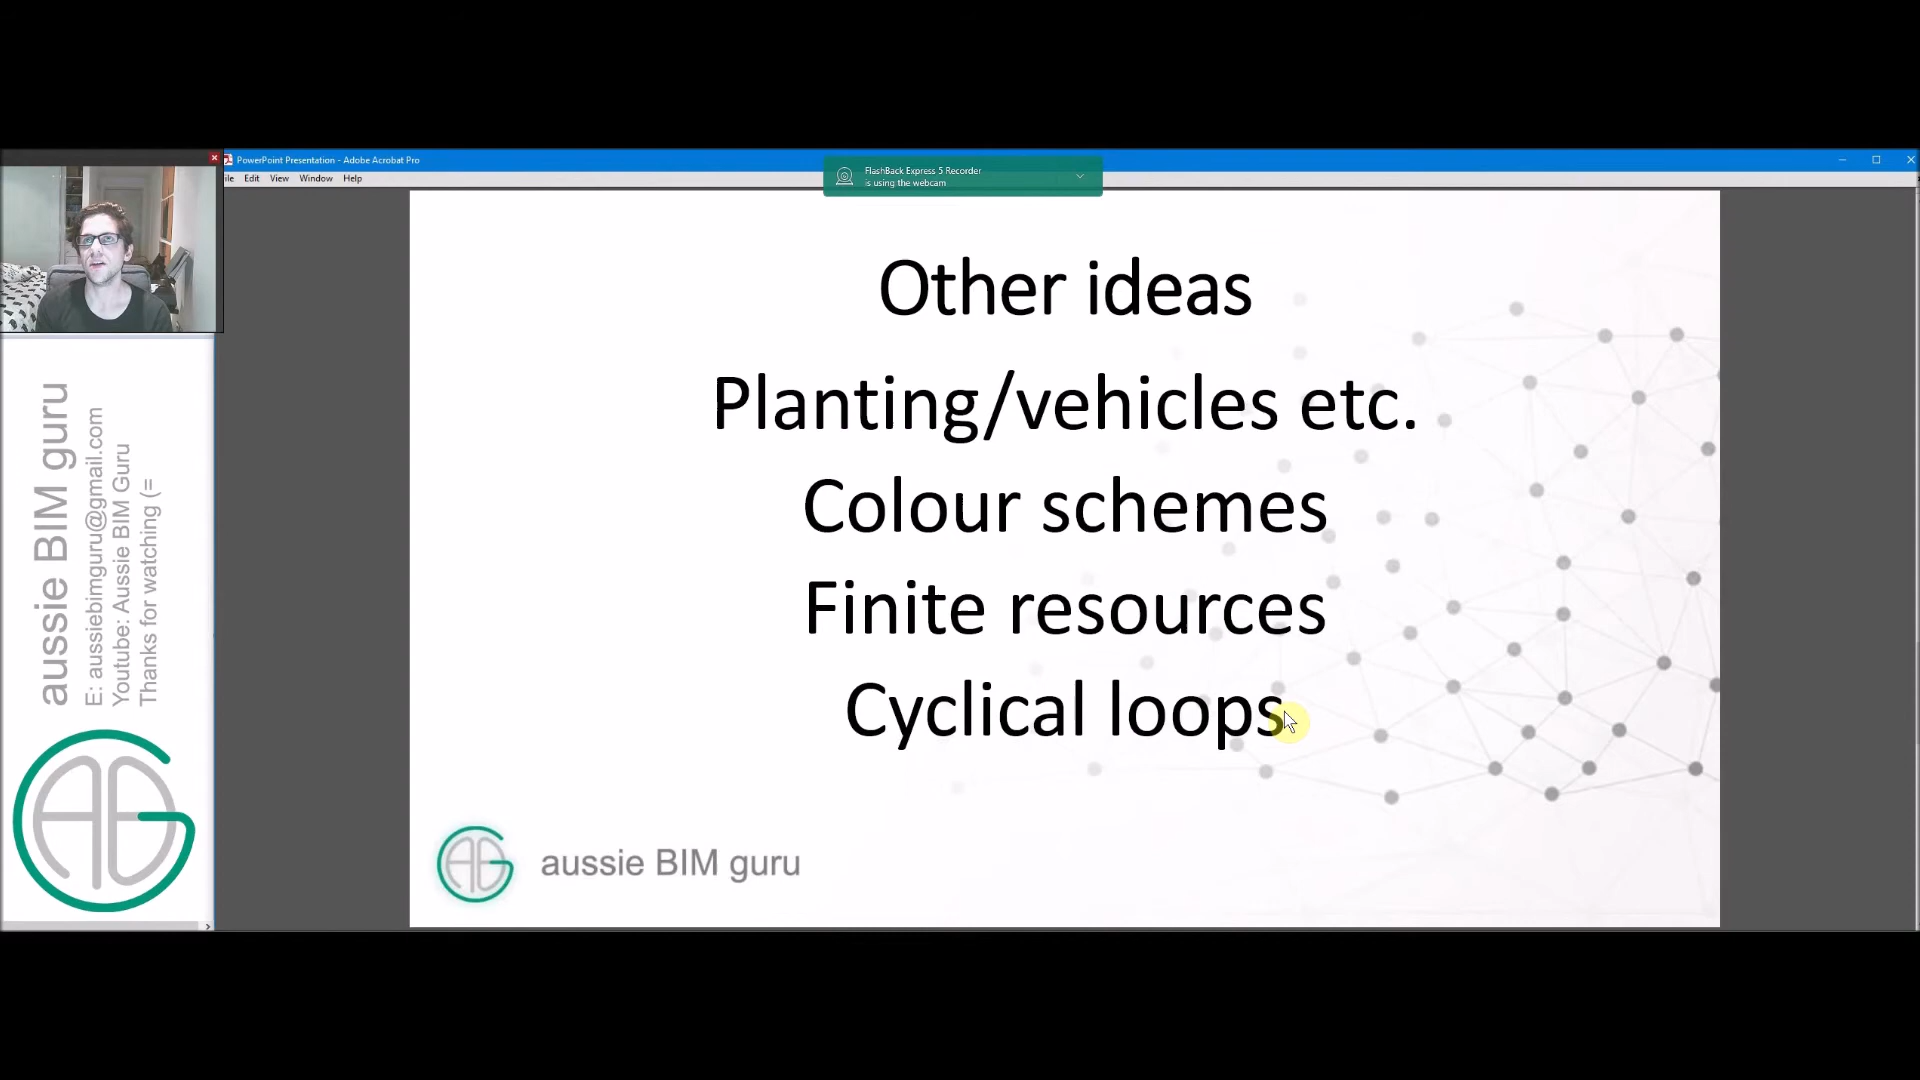 PowerPoint Presentation - Adobe Acrobat Pro
ile Edit View Window Help
FlashBack Express 5 Recorder
is using the webcam
Other ideas
Planting/vehicles etc.
Colour schemes
Finite resources
Cyclical loops
aussie BIM guru
aussie BIM guru
E: aussiebimguru@gmail.com
Youtube: Aussie BIM Guru
Thanks for watching (=